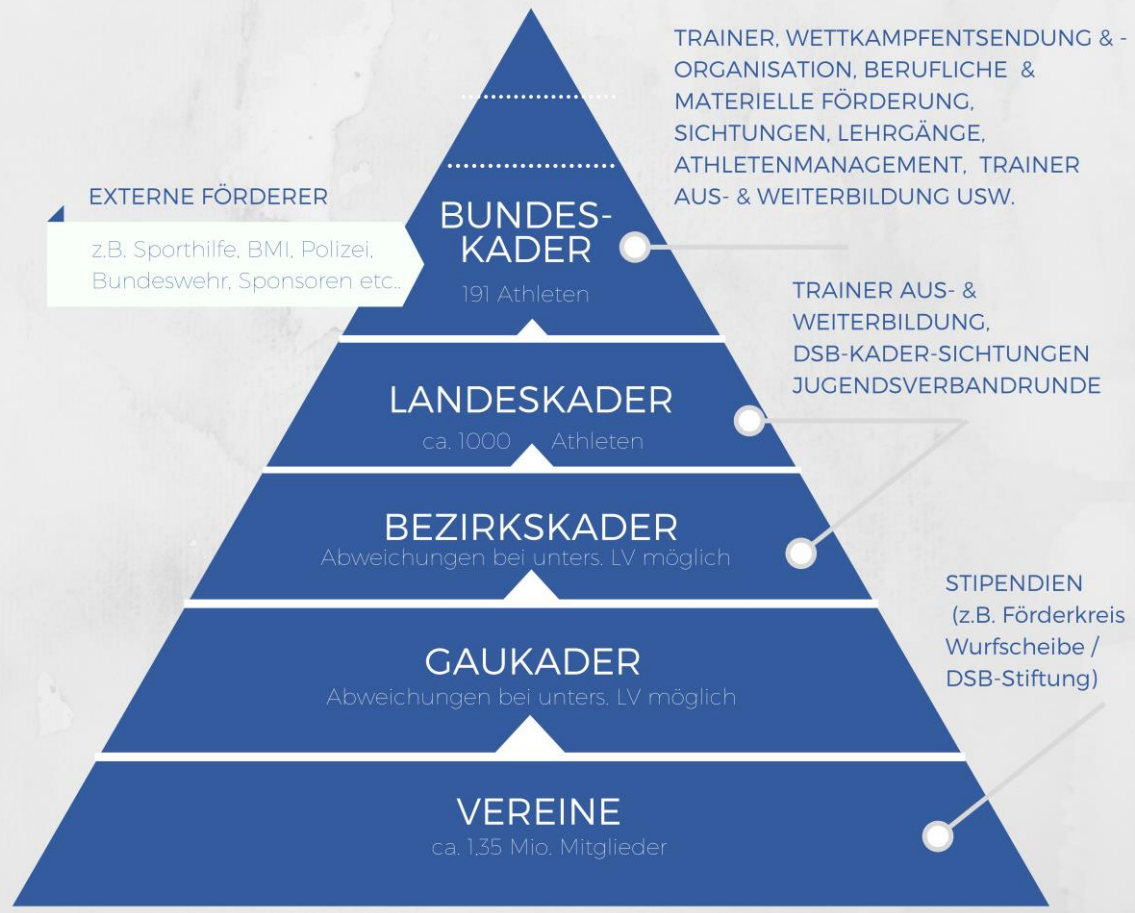 TRAINER, WETTKAMPFENTSENDUNG & -
ORGANISATION, BERUFLICHE &
MATERIELLE FÖRDERUNG,
SICHTUNGEN, LEHRGÄNGE,
ATHLETENMANAGEMENT, TRAINER
AUS- & WEITERBILDUNG USW.
EXTERNE FÖRDERER
z.B. Sporthilfe, BMI, Polizei,
Bundeswehr, Sponsoren etc..
BUNDES-
KADER
191 Athleten
TRAINER AUS- &
WEITERBILDUNG,
DSB-KADER-SICHTUNGEN
JUGENDSVERBANDRUNDE
LANDESKADER
ca. 1000 Athleten
BEZIRKSKADER
Abweichungen bei unters. LV möglich
STIPENDIEN
(z.B. Förderkreis
Wurfscheibe /
DSB-Stiftung)
GAUKADER
Abweichungen bei unters. LV möglich
VEREINE
ca. 1,35 Mio. Mitglieder